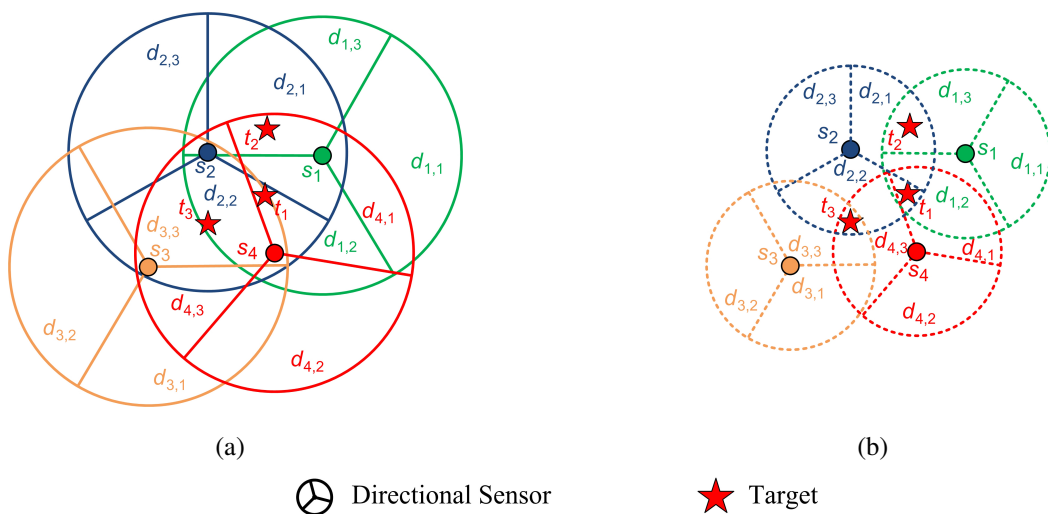 d2,3
d1,3
d2,1
t2
s2
s1
d1,1
d2,2
t1
d4,1
t3
d3,3
d1,2
s3
s4
d4,3
d3,2
d4,2
d3,1
(a)
d2,3
d2,1
d1,3
s2
t2
s1
d2,2
d1,1
t3
t1
d1,2
s3
d3,3
d4,3
d4,1
s4
d3,2
d3,1
d4,2
(b)
Directional Sensor
Target